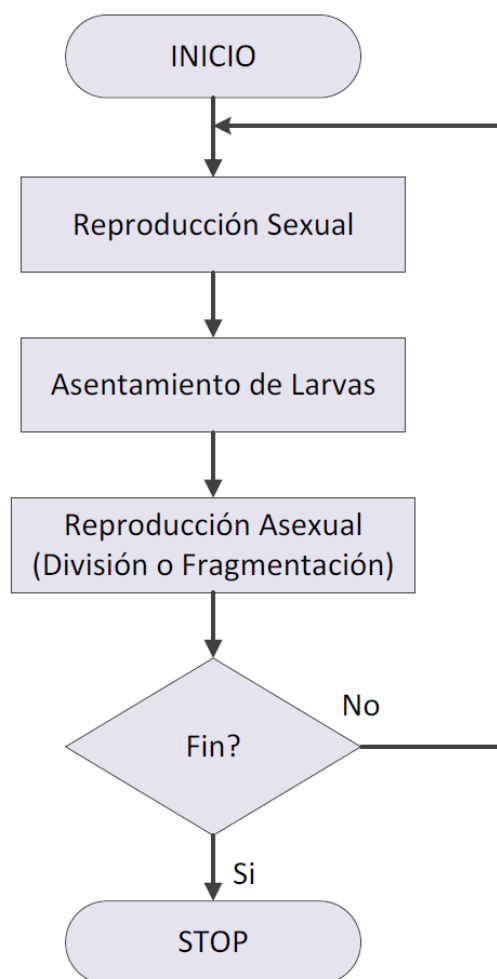 INICIO
Reproducción Sexual
Asentamiento de Larvas
Reproducción Asexual
(División o Fragmentación)
No
Fin?
Si
STOP